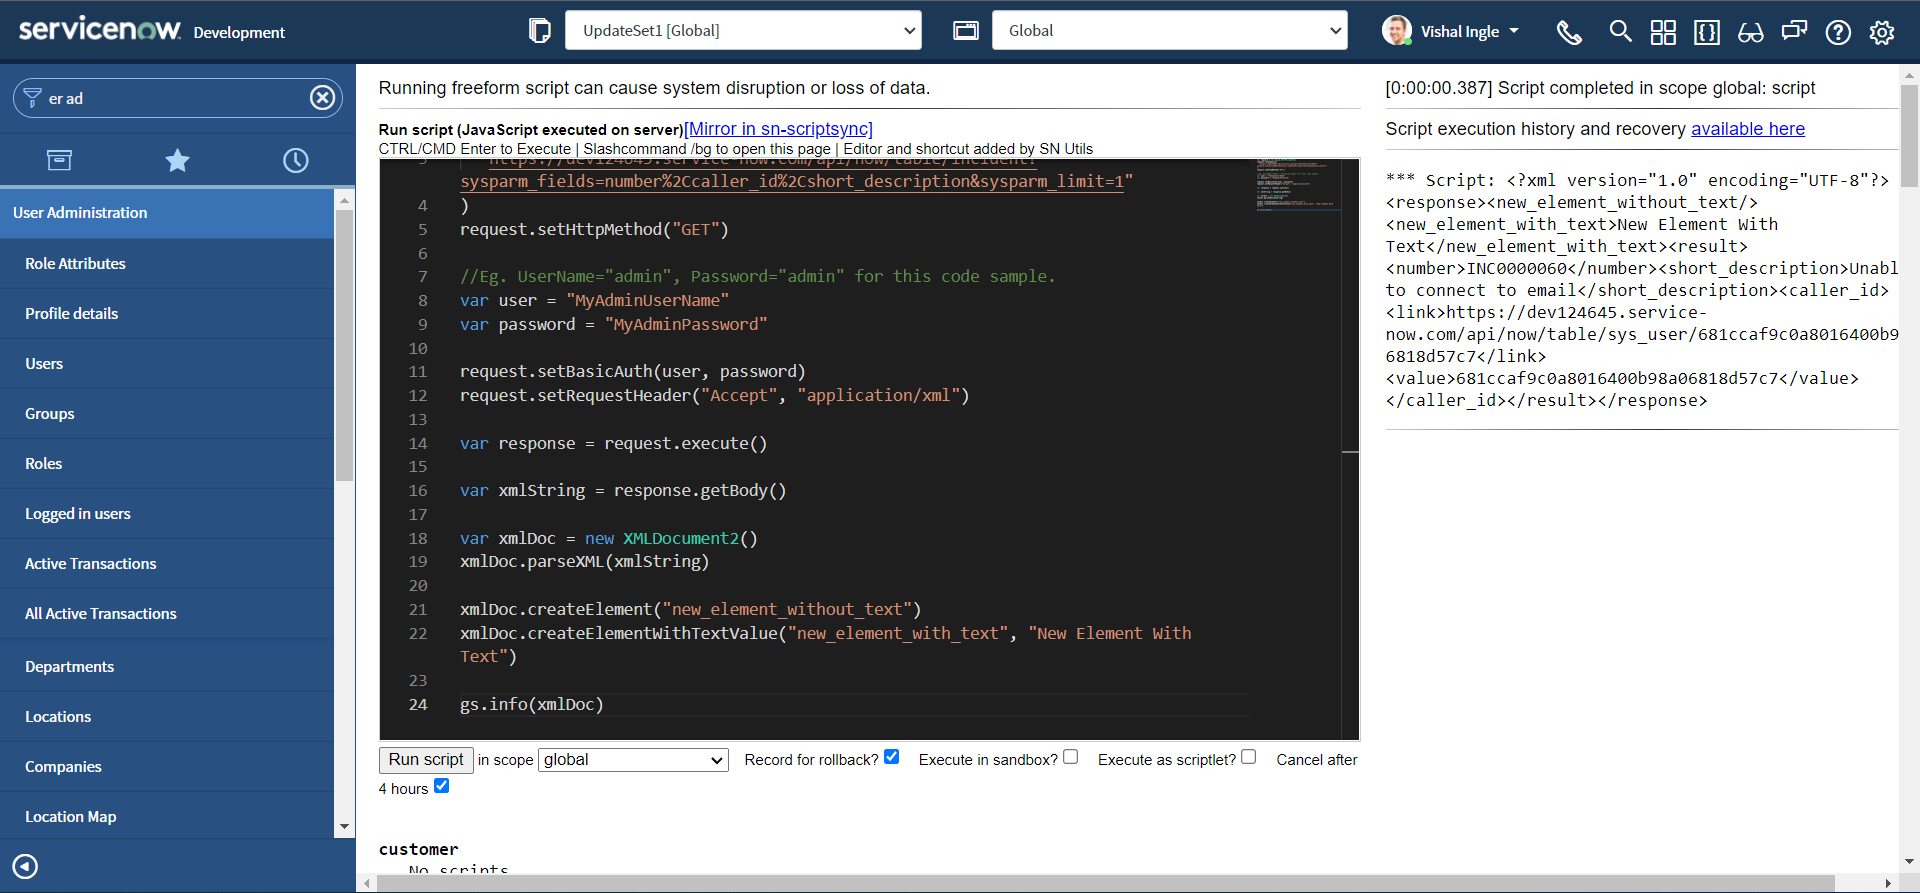 servicenow. Development
UpdateSet1 [Global]
Global
Vishal Ingle
er ad
User Administration
Role Attributes
Profile details
Users
Groups
Roles
Logged in users
Active Transactions
All Active Transactions
Departments
Locations
Companies
Location Map
Running freeform script can cause system disruption or loss of data.
Run script (JavaScript executed on server)[Mirror in sn-scriptsync]
CTRL/CMD Enter to Execute | Slashcommand /bg to open this page | Editor and shortcut added by SN Utils
3 https://dev124645.service-now.com/api/now/table/incident?
sysparm_fields=number%2Ccaller_id%2Cshort_description&sysparm_limit=1"
4 )
5 request.setHttpMethod("GET")
6
7 //Eg. UserName="admin", Password="admin" for this code sample.
8 var user = "MyAdminUserName"
9 var password = "MyAdminPassword"
10
11 request.setBasicAuth(user, password)
12 request.setRequestHeader("Accept", "application/xml")
13
14 var response = request.execute()
15
16 var xmlString = response.getBody()
17
18 var xmlDoc = new XMLDocument2()
19 xmlDoc.parseXML(xmlString)
20
21 xmlDoc.createElement("new_element_without_text")
22 xmlDoc.createElementWithTextValue("new_element_with_text", "New Element With
Text")
23
24 gs.info(xmlDoc)
Run script in scope global Record for rollback? Execute in sandbox? Execute as scriptlet? Cancel after
4 hours
customer
No scripts
[0:00:00.387] Script completed in scope global: script
Script execution history and recovery available here
*** Script: <?xml version="1.0" encoding="UTF-8"?>
<response><new_element_without_text/>
<new_element_with_text>New Element With
Text</new_element_with_text><result>
<number>INC0000060</number><short_description>Unabl
to connect to email</short_description><caller_id>
<link>https://dev124645.service-
now.com/api/now/table/sys_user/681ccaf9c0a8016400b9
6818d57c7</link>
<value>681ccaf9c0a8016400b98a06818d57c7</value>
</caller_id></result></response>